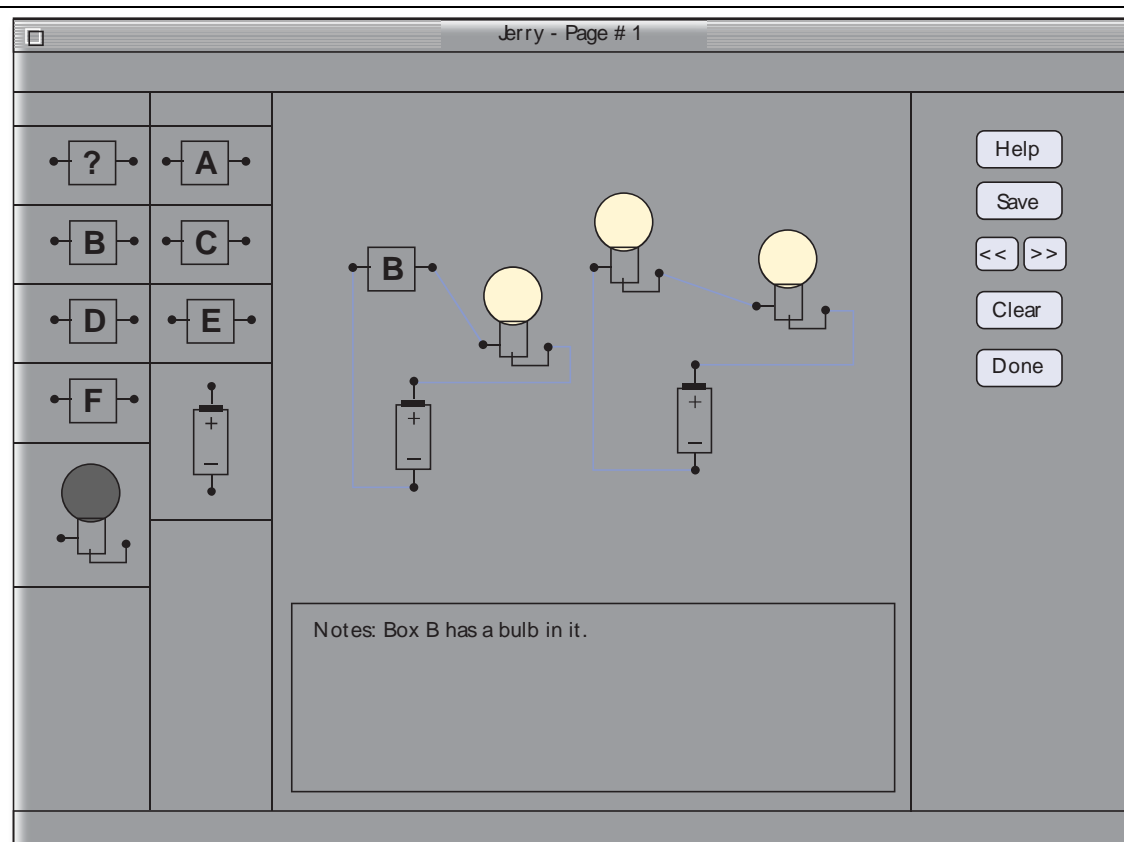 Jerry - Page # 1
? A
B C
D E
F
+
−
B
+
−
+
−
Help
Save
<< >>
Clear
Done
Notes: Box B has a bulb in it.